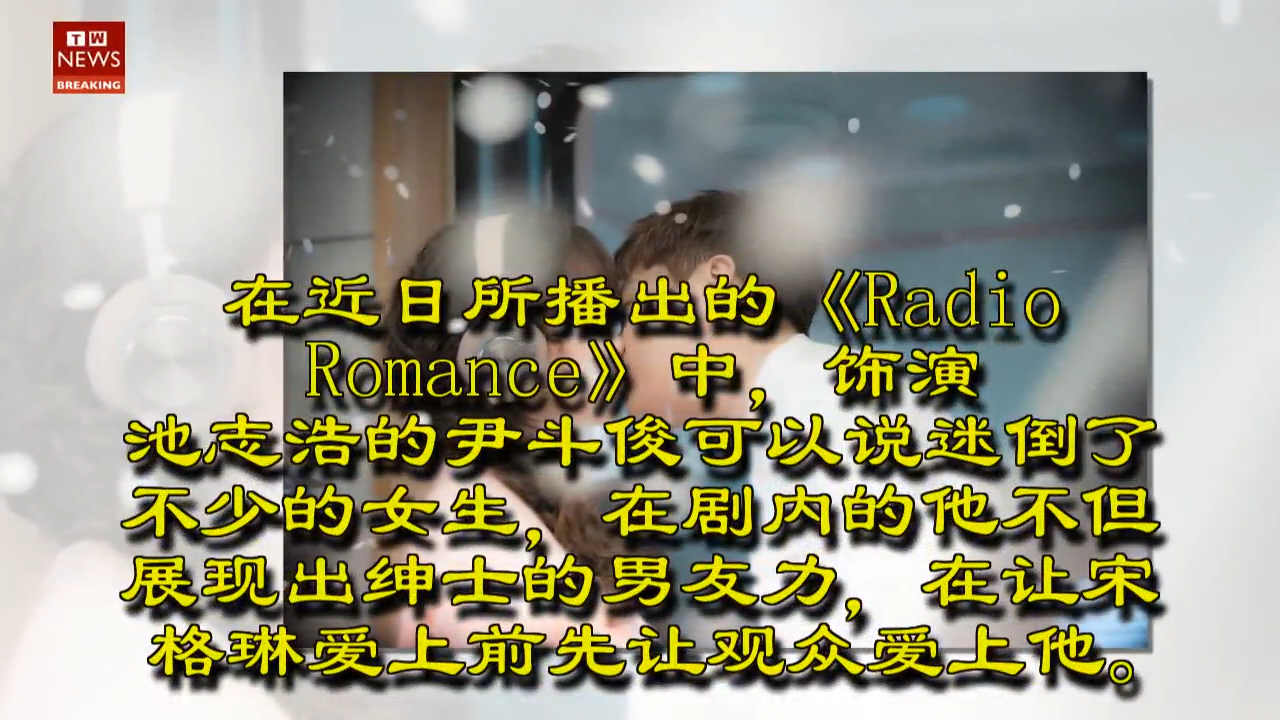 TW
NEWS
BREAKING
在近日所播出的《Radio
Romance》中，饰演
池志浩的尹斗俊可以说迷倒了
不少的女生，在剧内的他不但
展现出绅士的男友力，在让宋
格琳爱上前先让观众爱上他。